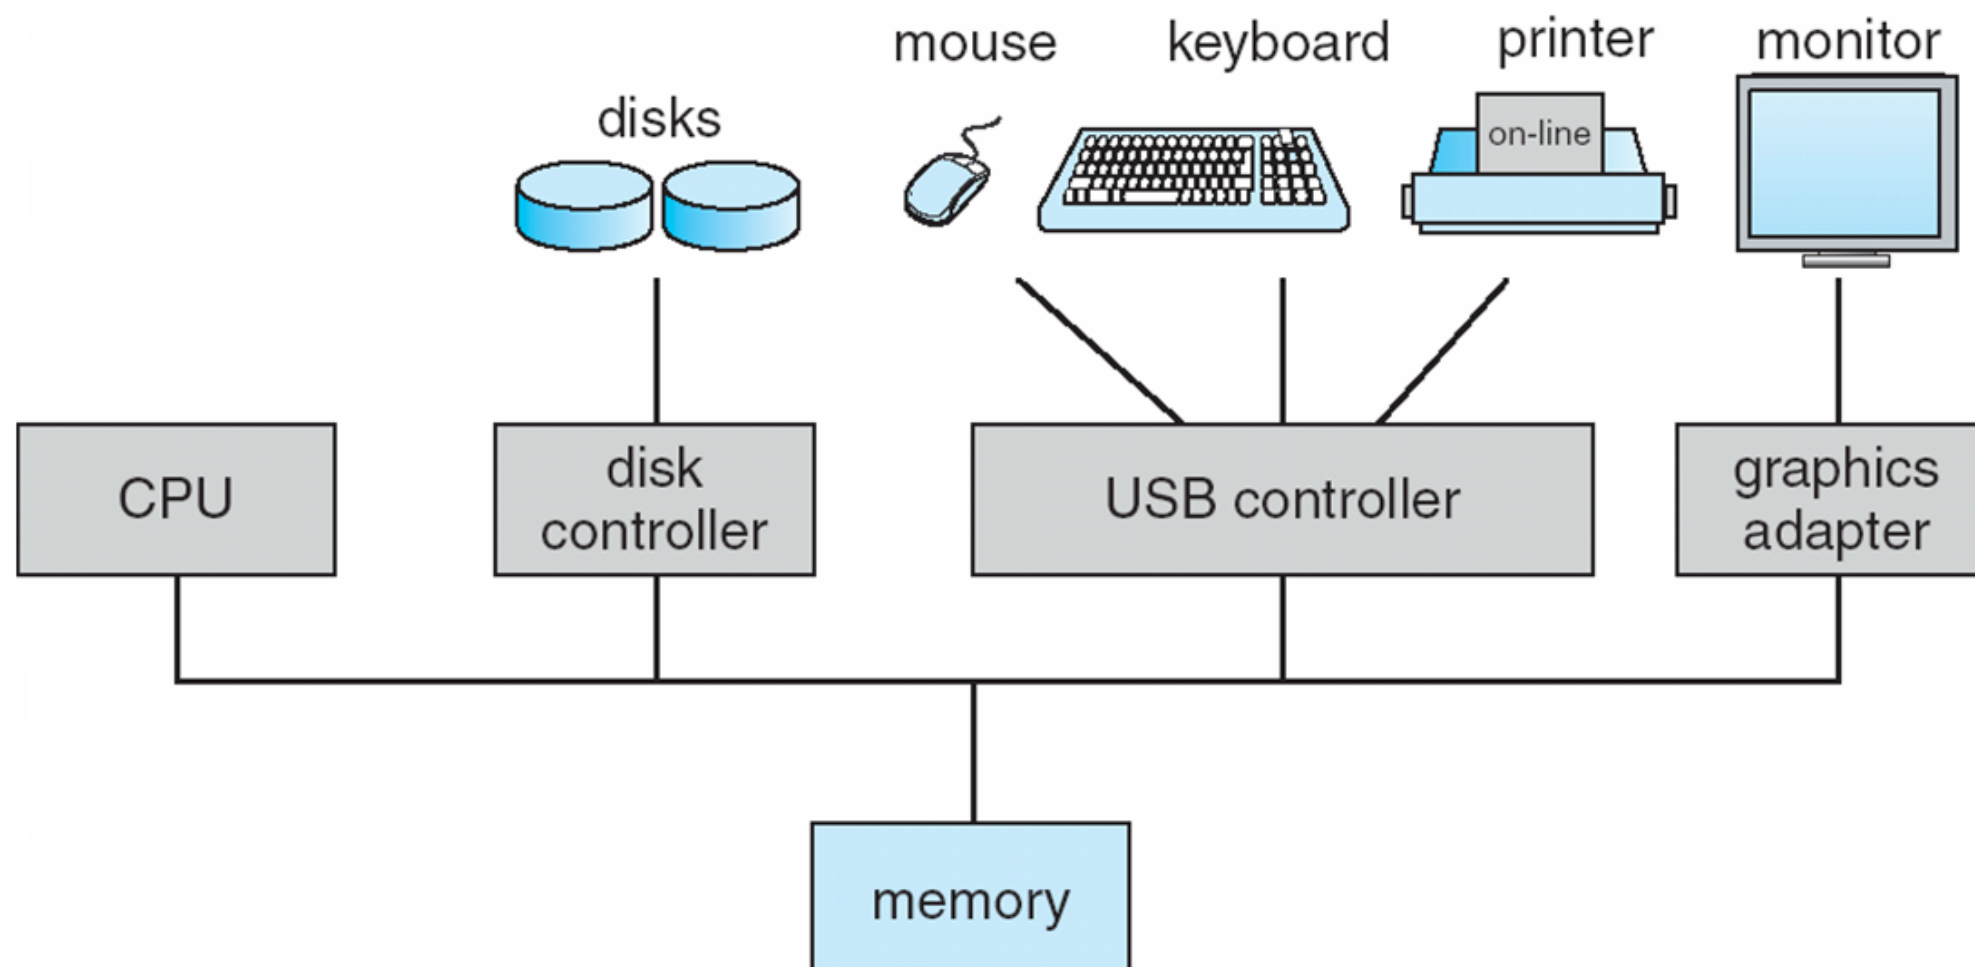 mouse
keyboard
printer
monitor
disks
on-line
CPU
disk
controller
USB controller
graphics
adapter
memory